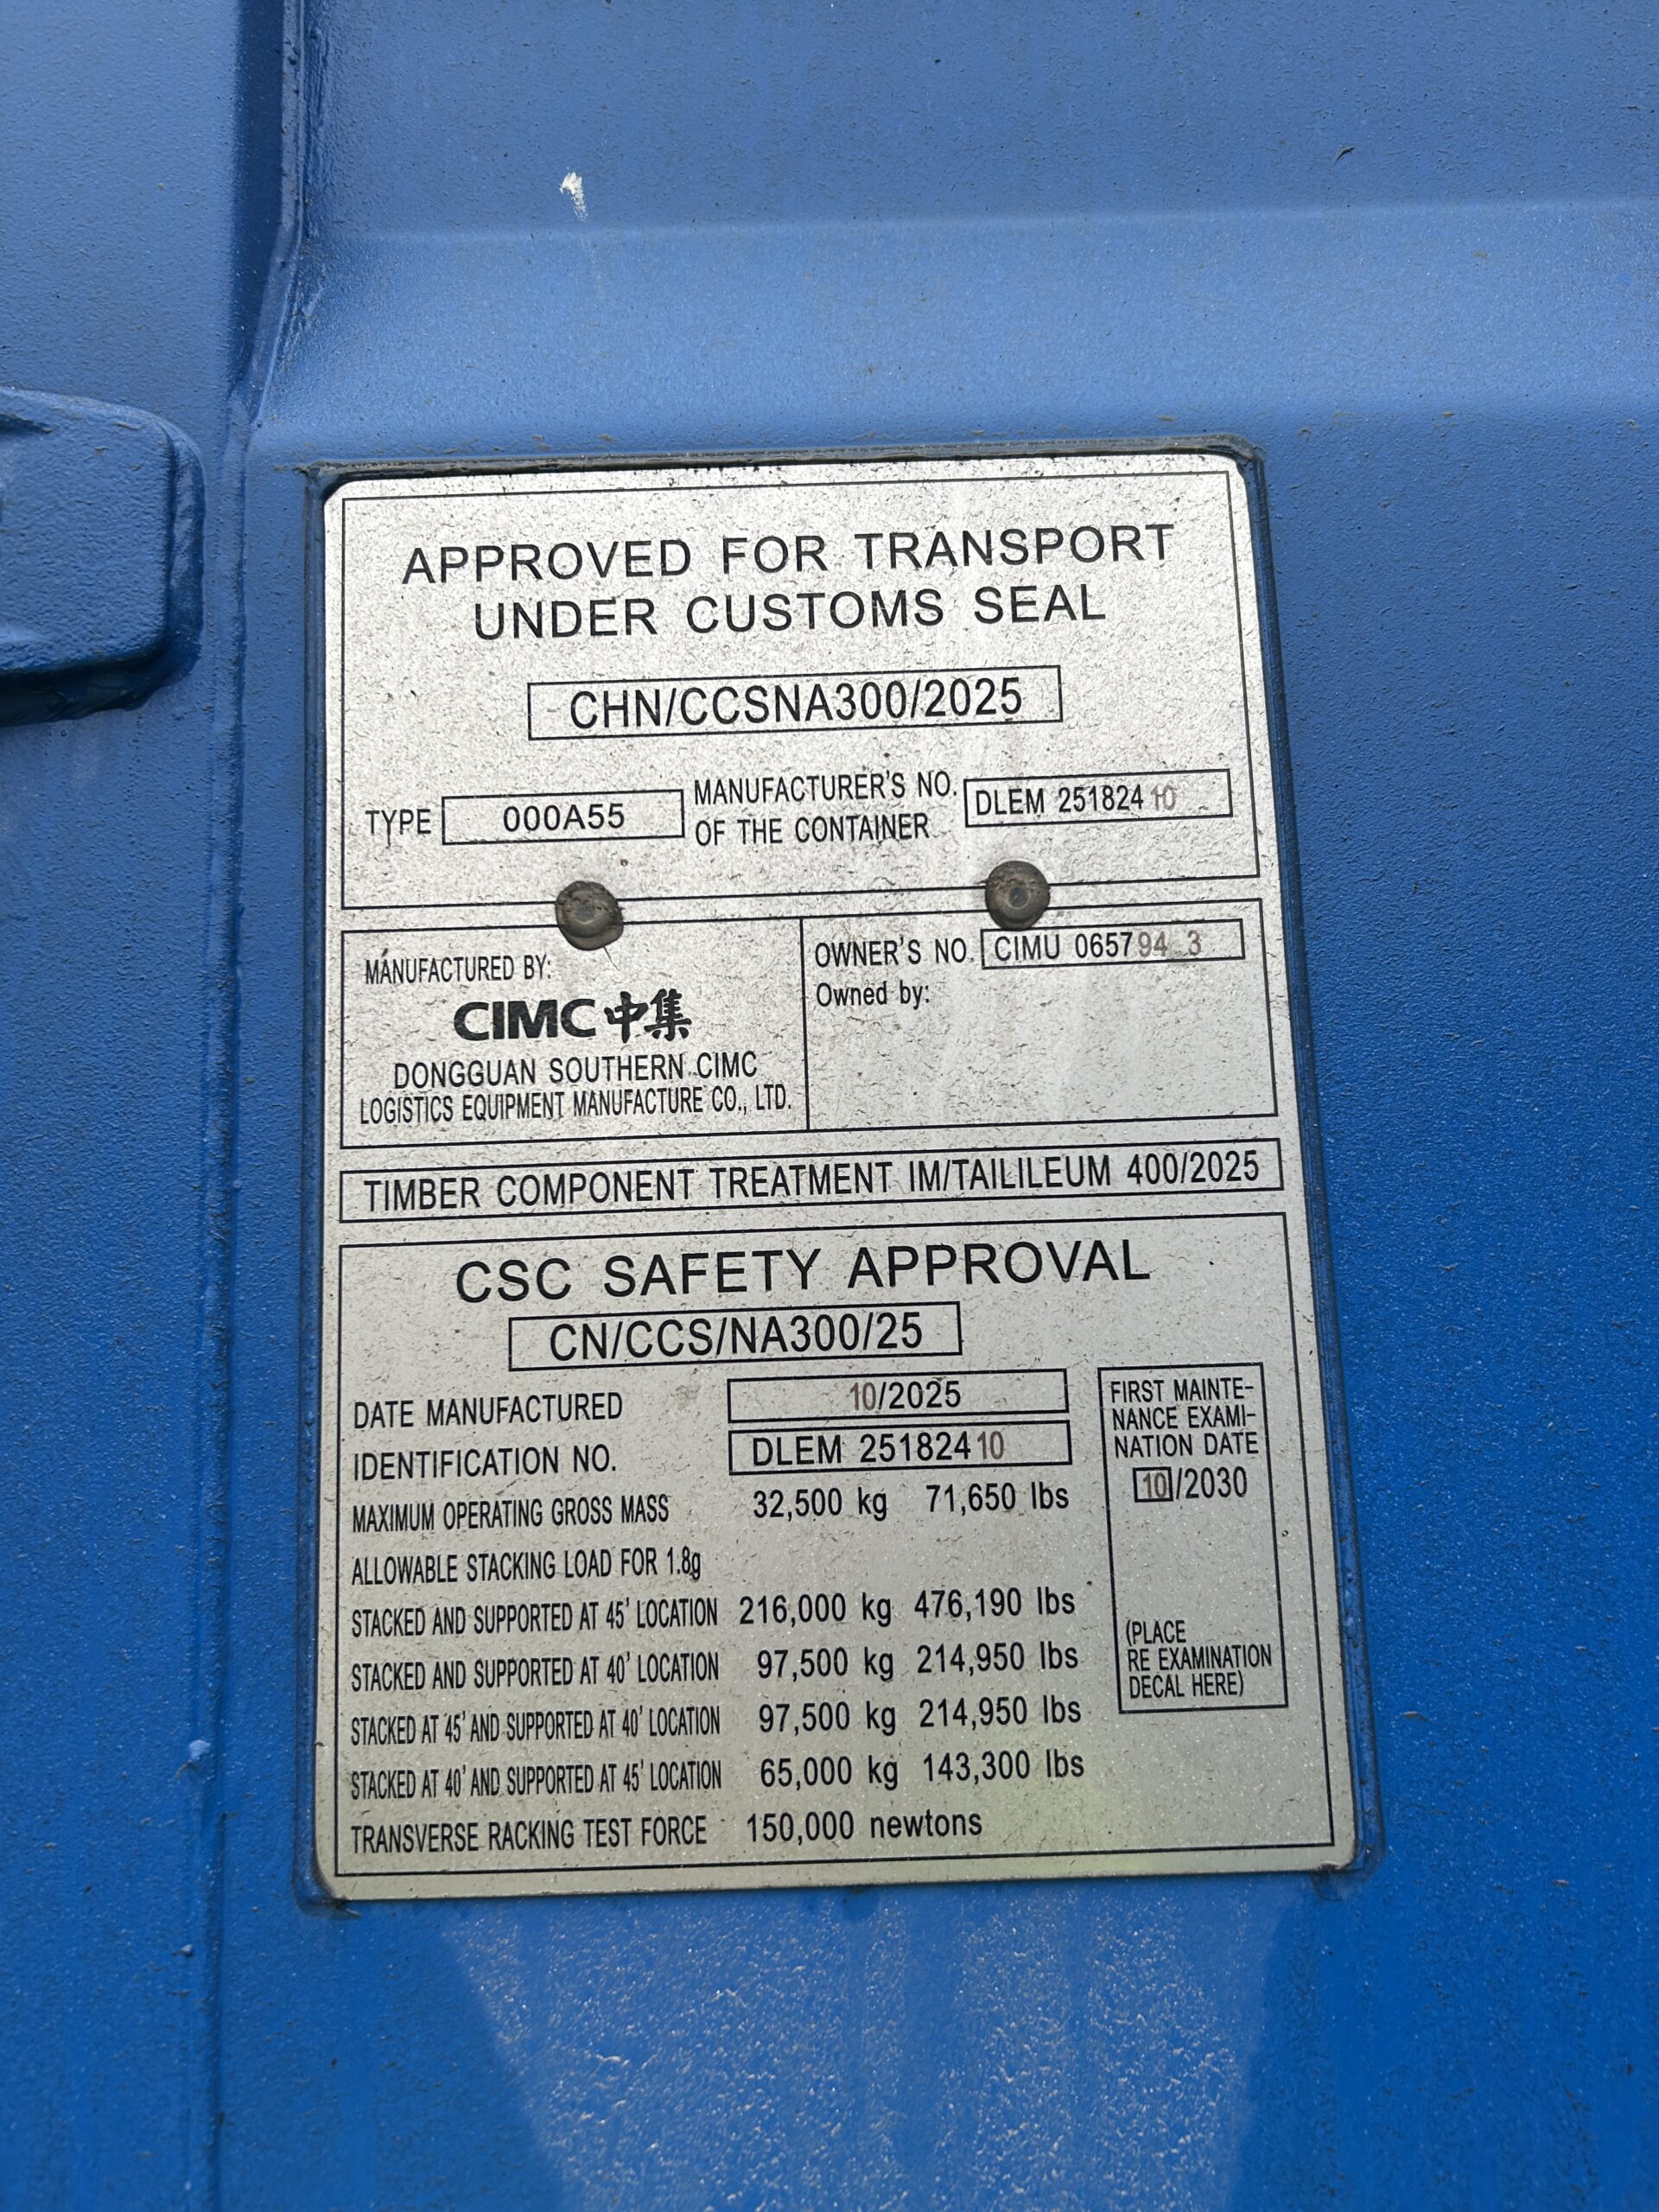 APPROVED FOR TRANSPORT
UNDER CUSTOMS SEAL
CHN/CCSNA300/2025
TYPE 000A55 MANUFACTURER'S NO. OF THE CONTAINER DLEM 25182410
MANUFACTURED BY:
CIMC 中集
DONGGUAN SOUTHERN CIMC
LOGISTICS EQUIPMENT MANUFACTURE CO., LTD.
OWNER'S NO. CIMU 065794 3
Owned by:
TIMBER COMPONENT TREATMENT IM/TAILILEUM 400/2025
CSC SAFETY APPROVAL
CN/CCS/NA300/25
DATE MANUFACTURED 10/2025
IDENTIFICATION NO. DLEM 25182410
MAXIMUM OPERATING GROSS MASS 32,500 kg 71,650 lbs
ALLOWABLE STACKING LOAD FOR 1.8g
STACKED AND SUPPORTED AT 45' LOCATION 216,000 kg 476,190 lbs
STACKED AND SUPPORTED AT 40' LOCATION 97,500 kg 214,950 lbs
STACKED AT 45' AND SUPPORTED AT 40' LOCATION 97,500 kg 214,950 lbs
STACKED AT 40' AND SUPPORTED AT 45' LOCATION 65,000 kg 143,300 lbs
TRANSVERSE RACKING TEST FORCE 150,000 newtons
FIRST MAINTE-
NANCE EXAMI-
NATION DATE
10/2030
(PLACE
RE EXAMINATION
DECAL HERE)